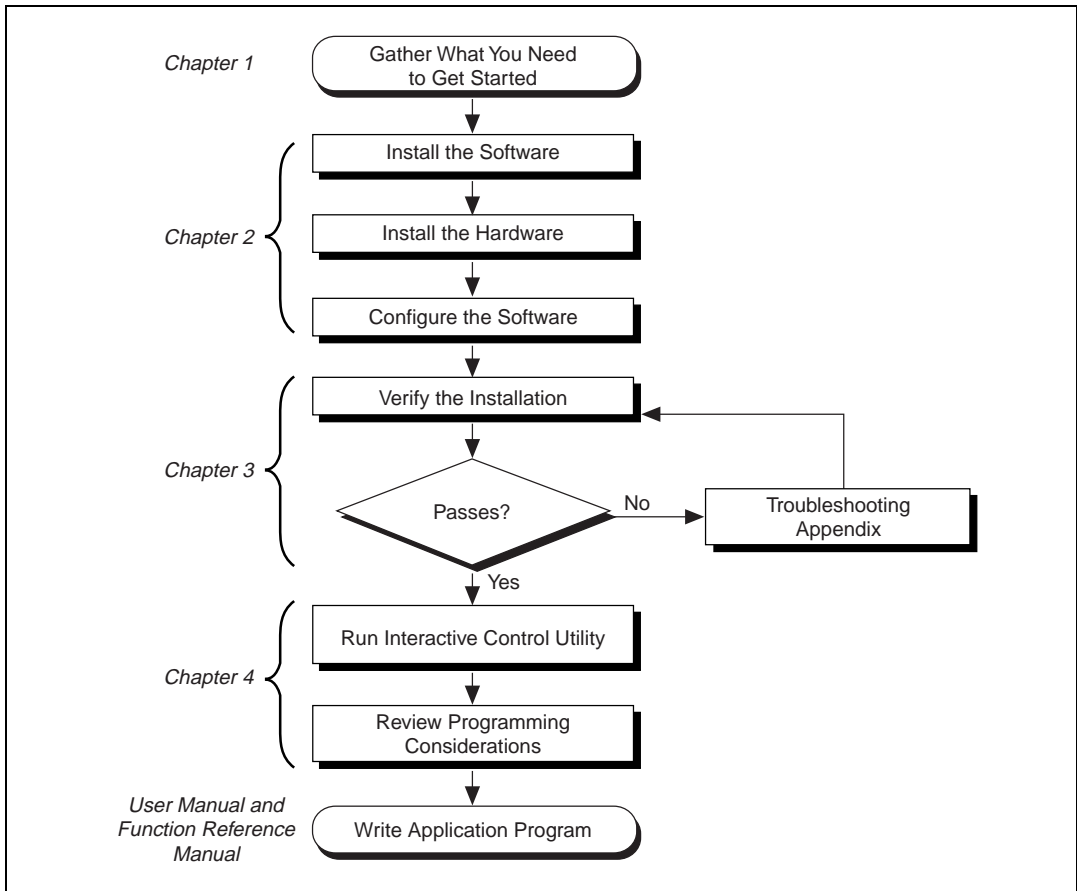 Chapter 1
Gather What You Need
to Get Started
Install the Software
Chapter 2
Install the Hardware
Configure the Software
Verify the Installation
Chapter 3
Passes?
No
Troubleshooting
Appendix
Yes
Run Interactive Control Utility
Chapter 4
Review Programming
Considerations
User Manual and
Function Reference
Manual
Write Application Program